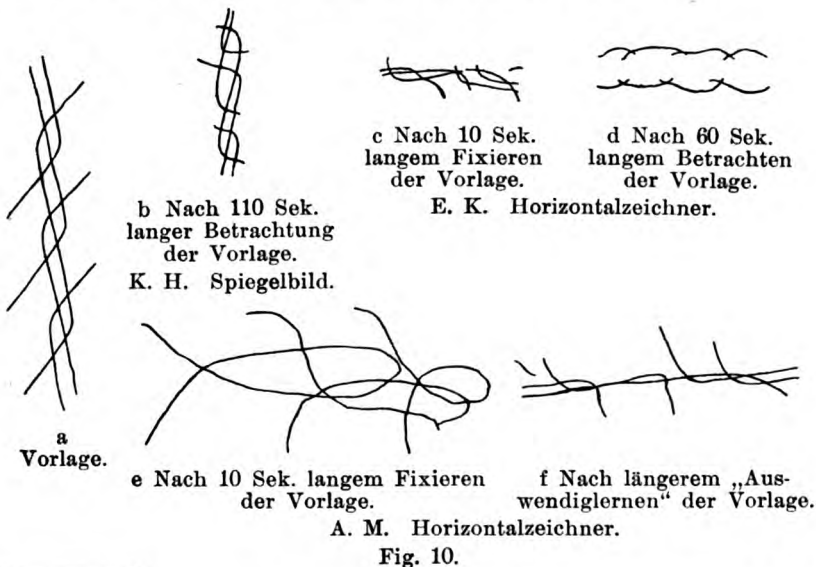 a
Vorlage.
b Nach 110 Sek.
langer Betrachtung
der Vorlage.
K. H. Spiegelbild.
c Nach 10 Sek.
langem Fixieren
der Vorlage.
d Nach 60 Sek.
langem Betrachten
der Vorlage.
E. K. Horizontalzeichner.
e Nach 10 Sek. langem Fixieren
der Vorlage.
f Nach längerem „Aus-
wendiglernen“ der Vorlage.
A. M. Horizontalzeichner.
Fig. 10.